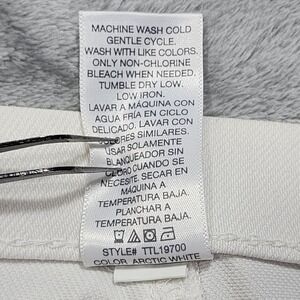 MACHINE WASH COLD
GENTLE CYCLE.
WASH WITH LIKE COLORS.
ONLY NON-CHLORINE
BLEACH WHEN NEEDED.
TUMBLE DRY LOW.
LOW IRON.
LAVAR A MÁQUINA CON
AGUA FRÍA EN CICLO
DELICADO. LAVAR CON
COLORES SIMILARES.
USAR SOLAMENTE
BLANQUEADOR SIN
CLORO CUANDO SE
NECESITE. SECAR EN
MÁQUINA A
TEMPERATURA BAJA.
PLANCHAR A
TEMPERATURA BAJA.
STYLE# TTL19700
COLOR ARCTIC WHITE